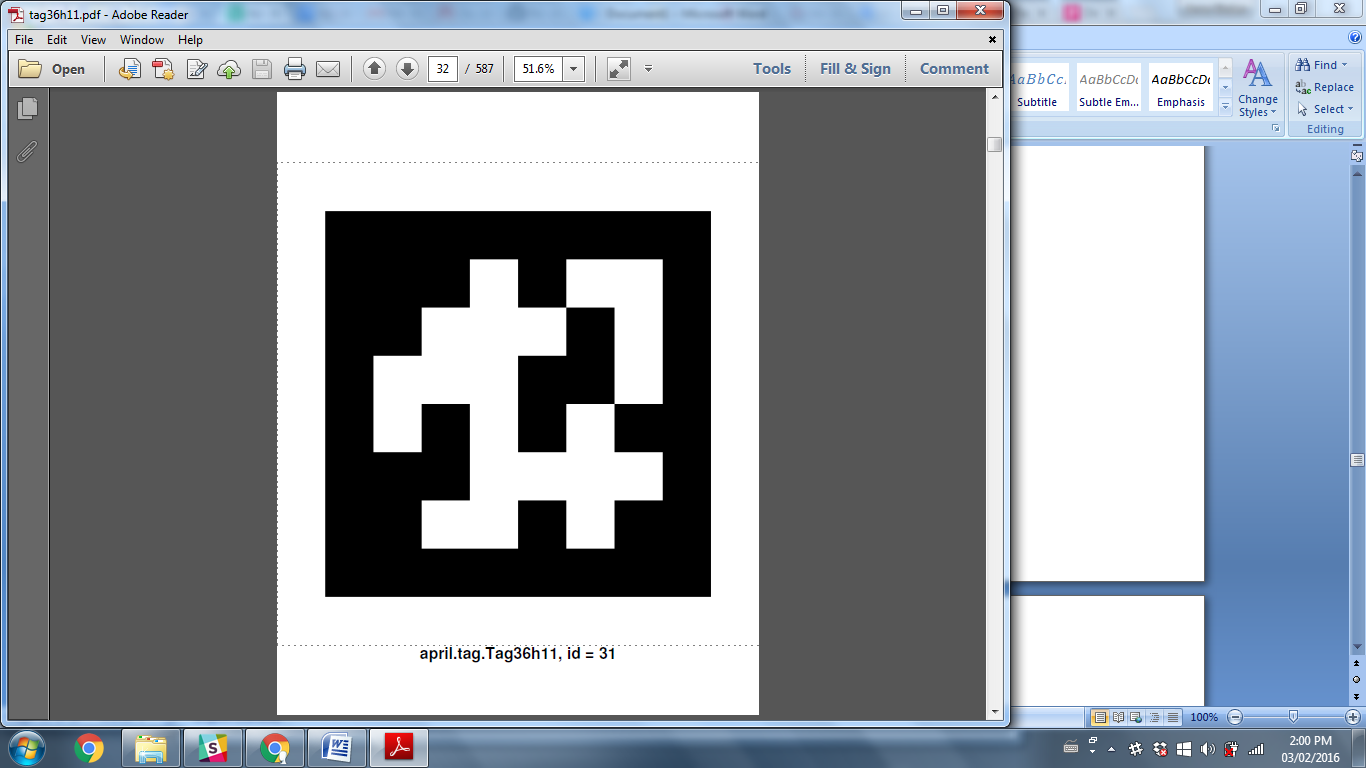 tag36h11.pdf - Adobe Reader
File Edit View Window Help
Open 32 / 587 51.6% Tools Fill & Sign Comment
april.tag.Tag36h11, id = 31
AaBbCcDc AaBbCcDc
Subtitle Subtle Em... Emphasis
Change Styles
Find
Replace
Select
Editing
100%
2:00 PM
03/02/2016